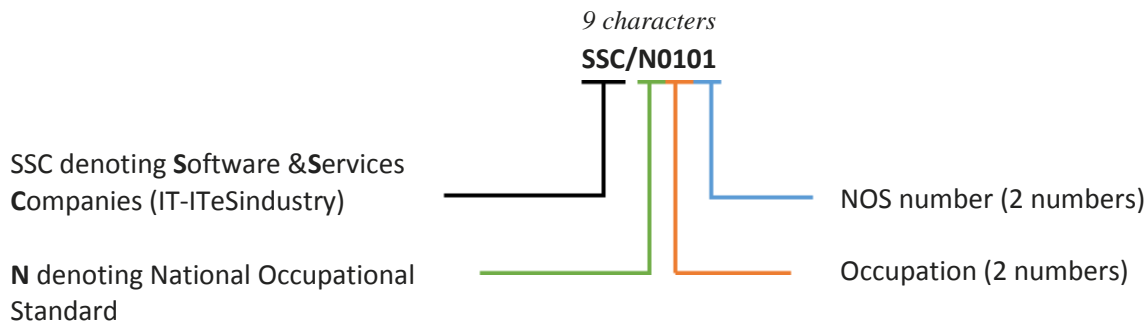 9 characters
SSC/N0101
SSC denoting Software &Services
Companies (IT-ITeSindustry)
NOS number (2 numbers)
N denoting National Occupational
Standard
Occupation (2 numbers)